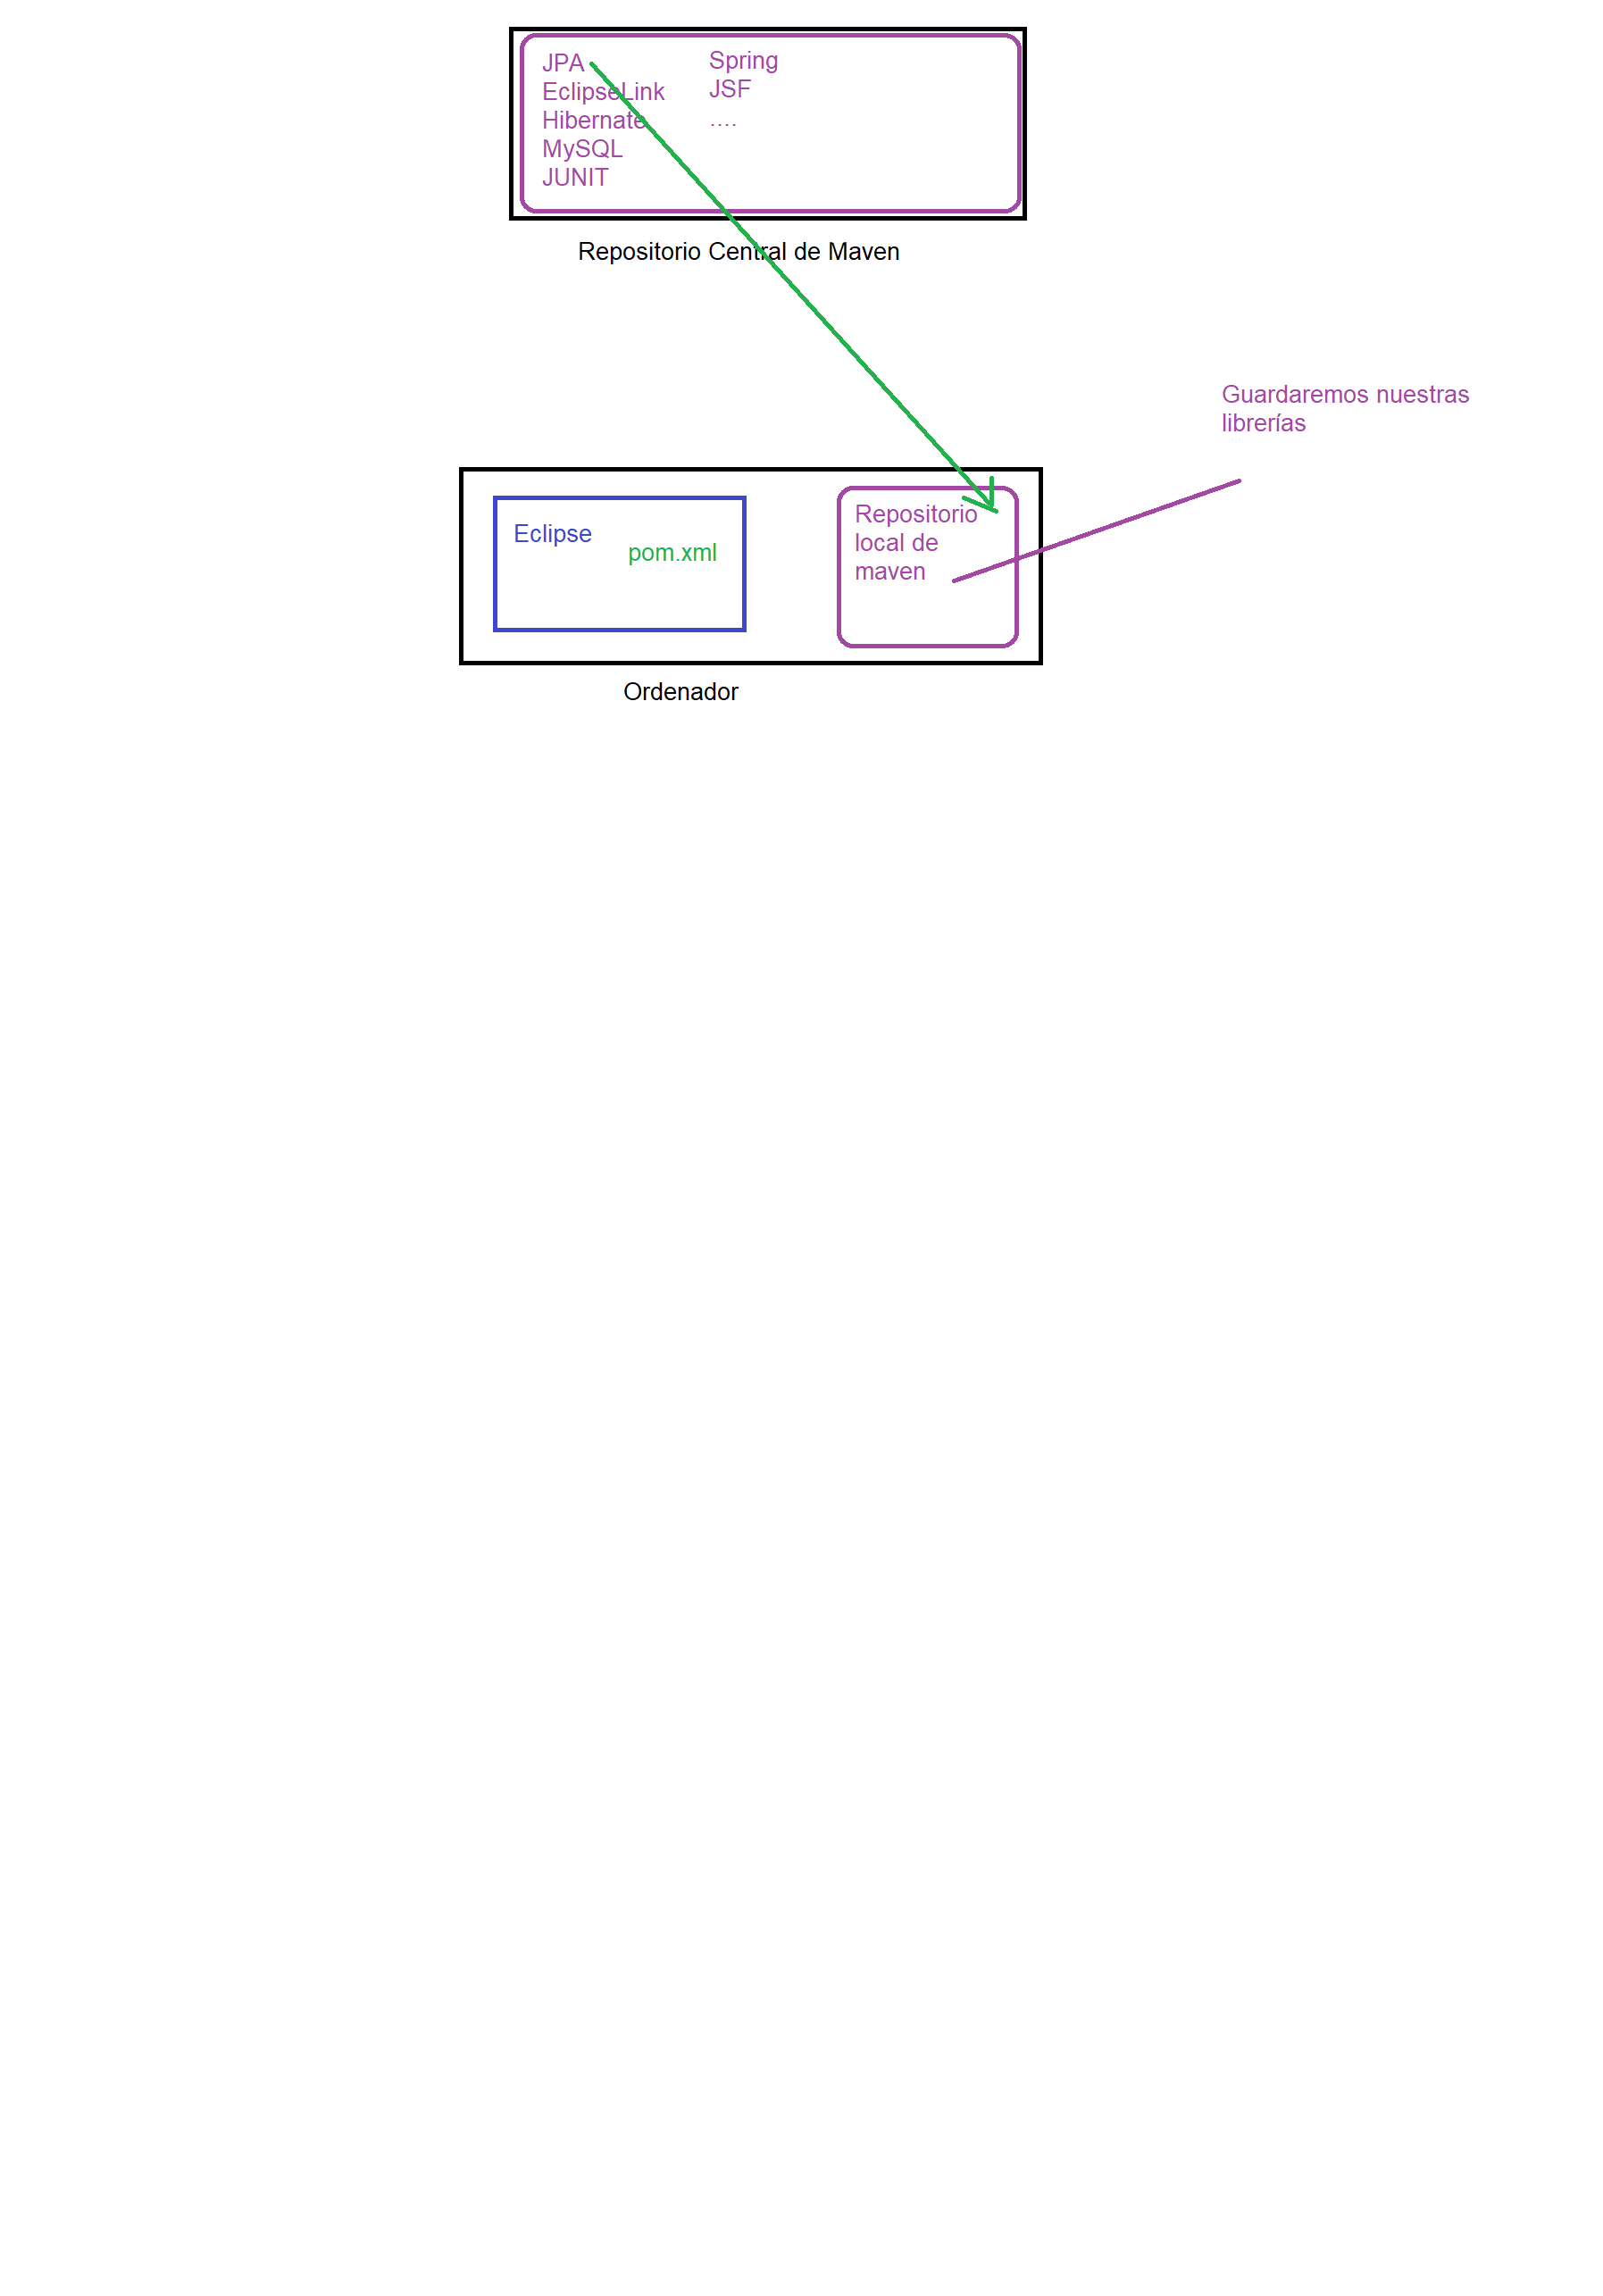 JPA
EclipseLink
Hibernate
MySQL
JUNIT
Spring
JSF
....
Repositorio Central de Maven
Guardaremos nuestras
librerías
Eclipse
pom.xml
Repositorio
local de
maven
Ordenador